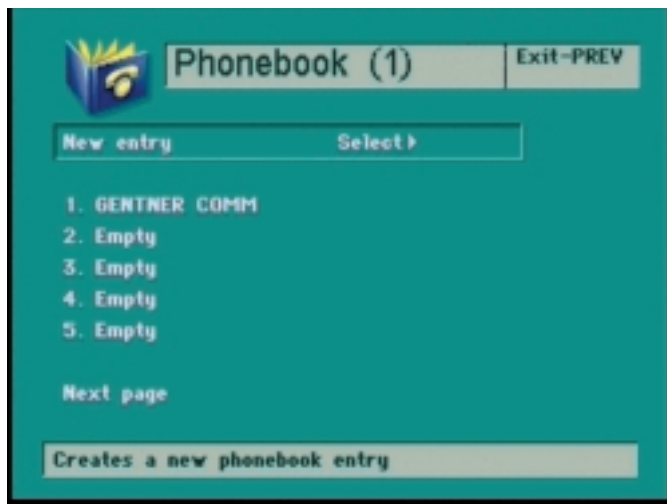 Phonebook (1) Exit-PREV
New entry Select
1. GENTNER COMM
2. Empty
3. Empty
4. Empty
5. Empty
Next page
Creates a new phonebook entry